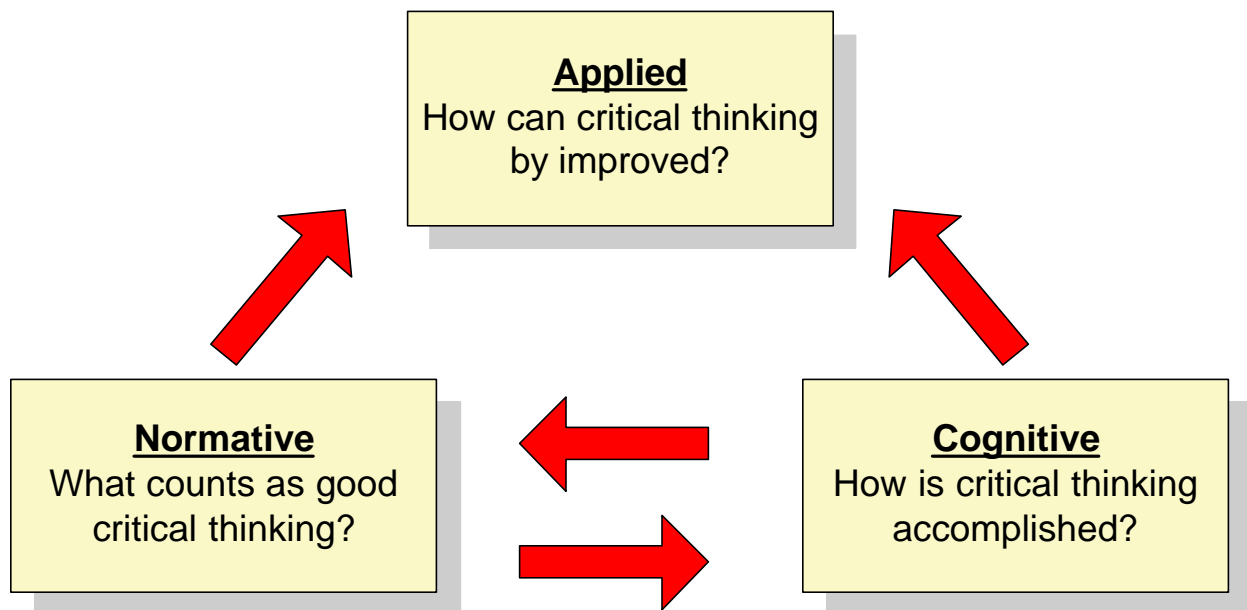 Applied
How can critical thinking
by improved?
Normative
What counts as good
critical thinking?
Cognitive
How is critical thinking
accomplished?